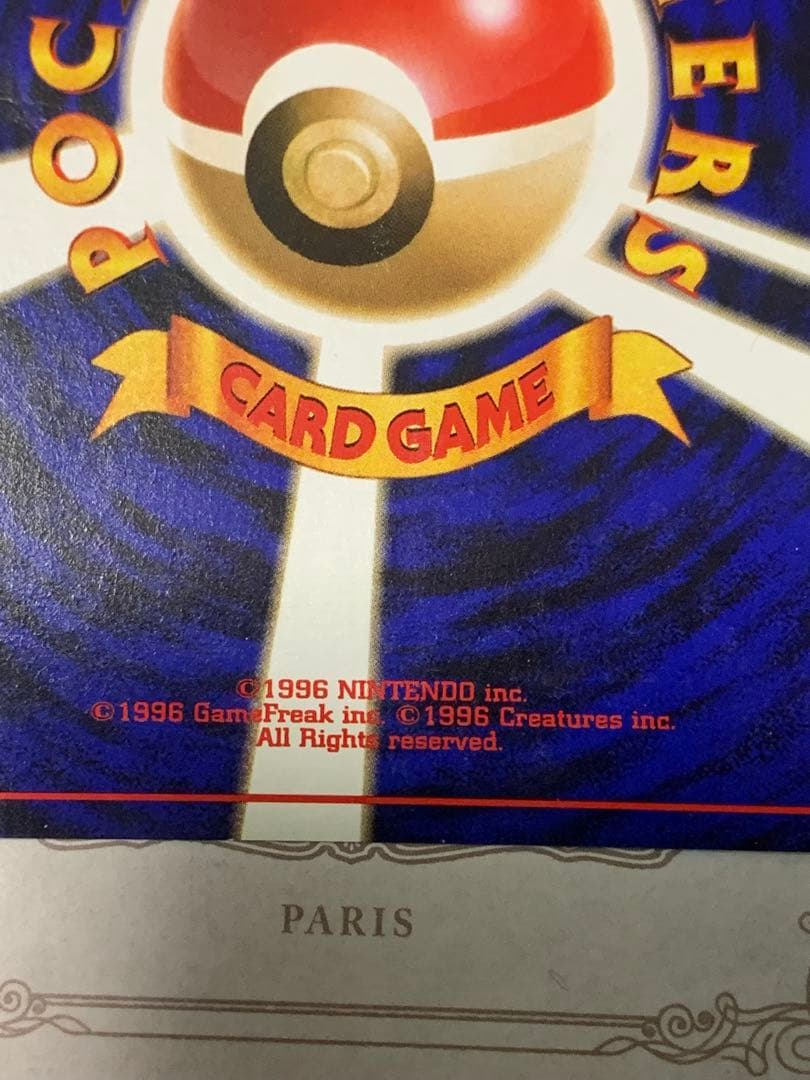 POC
ERS
CARD GAME
©1996 NINTENDO inc.
©1996 GameFreak inc. ©1996 Creatures inc.
All Rights reserved.
PARIS